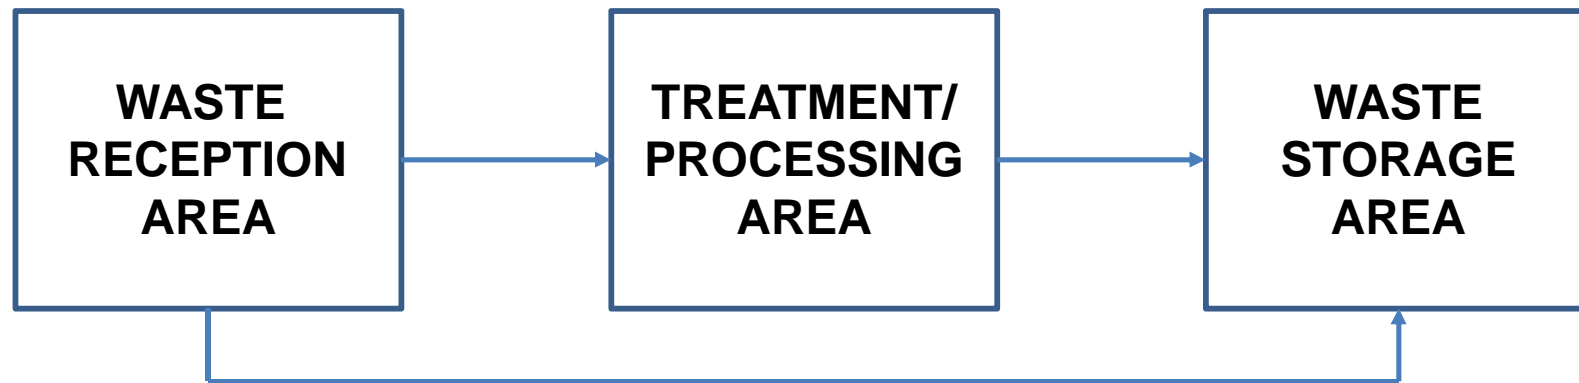 WASTE
RECEPTION
AREA
TREATMENT/
PROCESSING
AREA
WASTE
STORAGE
AREA